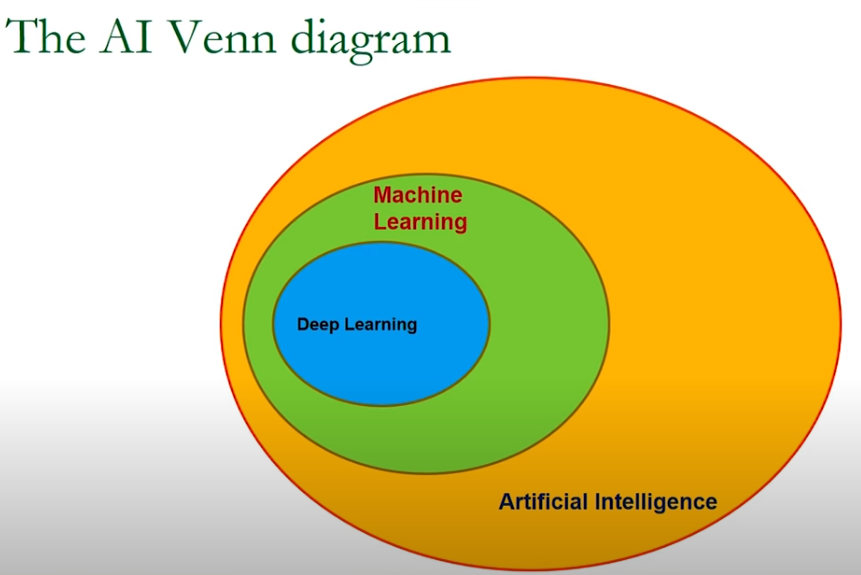 The AI Venn diagram
Machine
Learning
Deep Learning
Artificial Intelligence